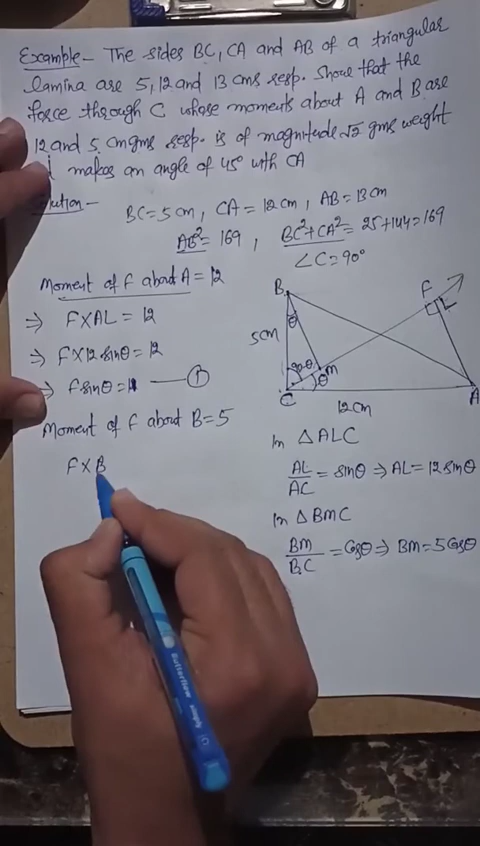 Example - The sides BC, CA and AB of a triangular
lamina are 5, 12 and 13 cms resp. Show that the
force through C whose moments about A and B are
12 and 5 cmgms resp. is of magnitude √2 gms weight
makes an angle of 45° with CA
BC = 5 cm, CA = 12 cm, AB = 13 cm
AB² = 169, BC² + CA² = 25 + 144 = 169
∠C = 90°
Moment of F about A = 12
⇒ F × AL = 12
⇒ F × 12 sinθ = 12
⇒ F sinθ = 1 — ①
Moment of F about B = 5
F × B
B
θ
5cm
90-θ
M
θ
C
12cm
A
F
L
In △ALC
AL/AC = sinθ ⇒ AL = 12 sinθ
In △BMC
BM/BC = Cosθ ⇒ BM = 5 Cosθ
Butterflow
simply